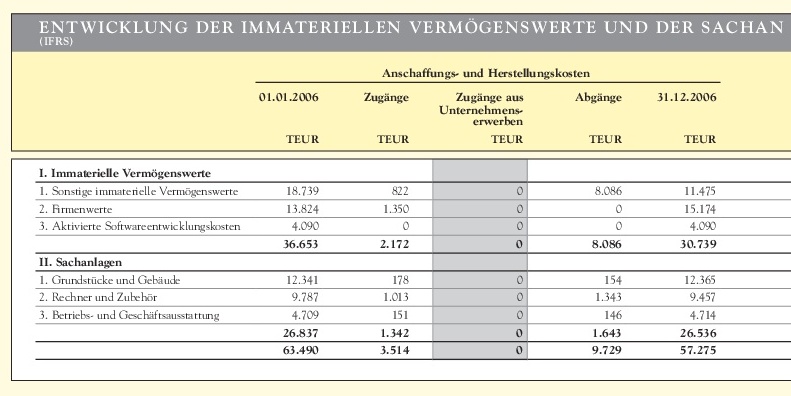 ENTWICKLUNG DER IMMATERIELLEN VERMÖGENSWERTE UND DER SACHAN
(IFRS)
Anschaffungs- und Herstellungskosten
01.01.2006 Zugänge Zugänge aus Unternehmens- erwerben Abgänge 31.12.2006
TEUR TEUR TEUR TEUR TEUR
I. Immaterielle Vermögenswerte
1. Sonstige immaterielle Vermögenswerte 18.739 822 0 8.086 11.475
2. Firmenwerte 13.824 1.350 0 0 15.174
3. Aktivierte Softwareentwicklungskosten 4.090 0 0 0 4.090
36.653 2.172 0 8.086 30.739
II. Sachanlagen
1. Grundstücke und Gebäude 12.341 178 0 154 12.365
2. Rechner und Zubehör 9.787 1.013 0 1.343 9.457
3. Betriebs- und Geschäftsausstattung 4.709 151 0 146 4.714
26.837 1.342 0 1.643 26.536
63.490 3.514 0 9.729 57.275